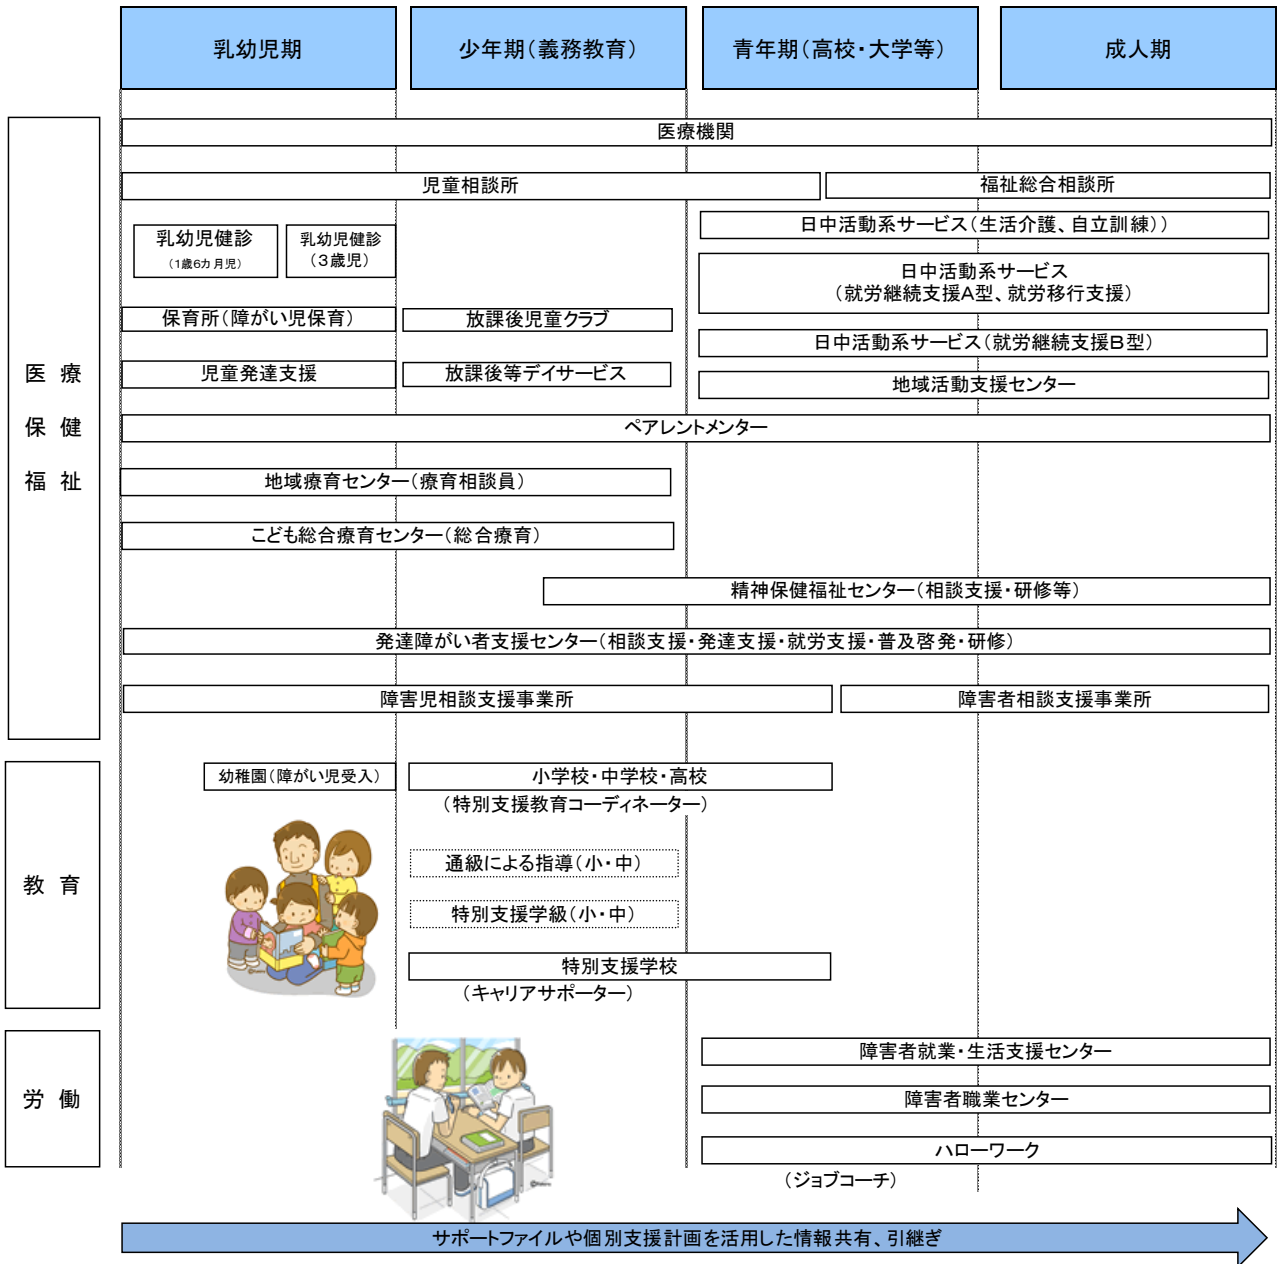 乳幼児期
少年期（義務教育）
青年期（高校・大学等）
成人期
医療
保健
福祉
医療機関
児童相談所
福祉総合相談所
乳幼児健診
（1歳6カ月児）
乳幼児健診
（３歳児）
日中活動系サービス（生活介護、自立訓練））
日中活動系サービス
（就労継続支援Ａ型、就労移行支援）
保育所（障がい児保育）
放課後児童クラブ
日中活動系サービス（就労継続支援Ｂ型）
児童発達支援
放課後等デイサービス
地域活動支援センター
ペアレントメンター
地域療育センター（療育相談員）
こども総合療育センター（総合療育）
精神保健福祉センター（相談支援・研修等）
発達障がい者支援センター（相談支援・発達支援・就労支援・普及啓発・研修）
障害児相談支援事業所
障害者相談支援事業所
教育
幼稚園（障がい児受入）
小学校・中学校・高校
（特別支援教育コーディネーター）
通級による指導（小・中）
特別支援学級（小・中）
特別支援学校
（キャリアサポーター）
労働
障害者就業・生活支援センター
障害者職業センター
ハローワーク
（ジョブコーチ）
サポートファイルや個別支援計画を活用した情報共有、引継ぎ